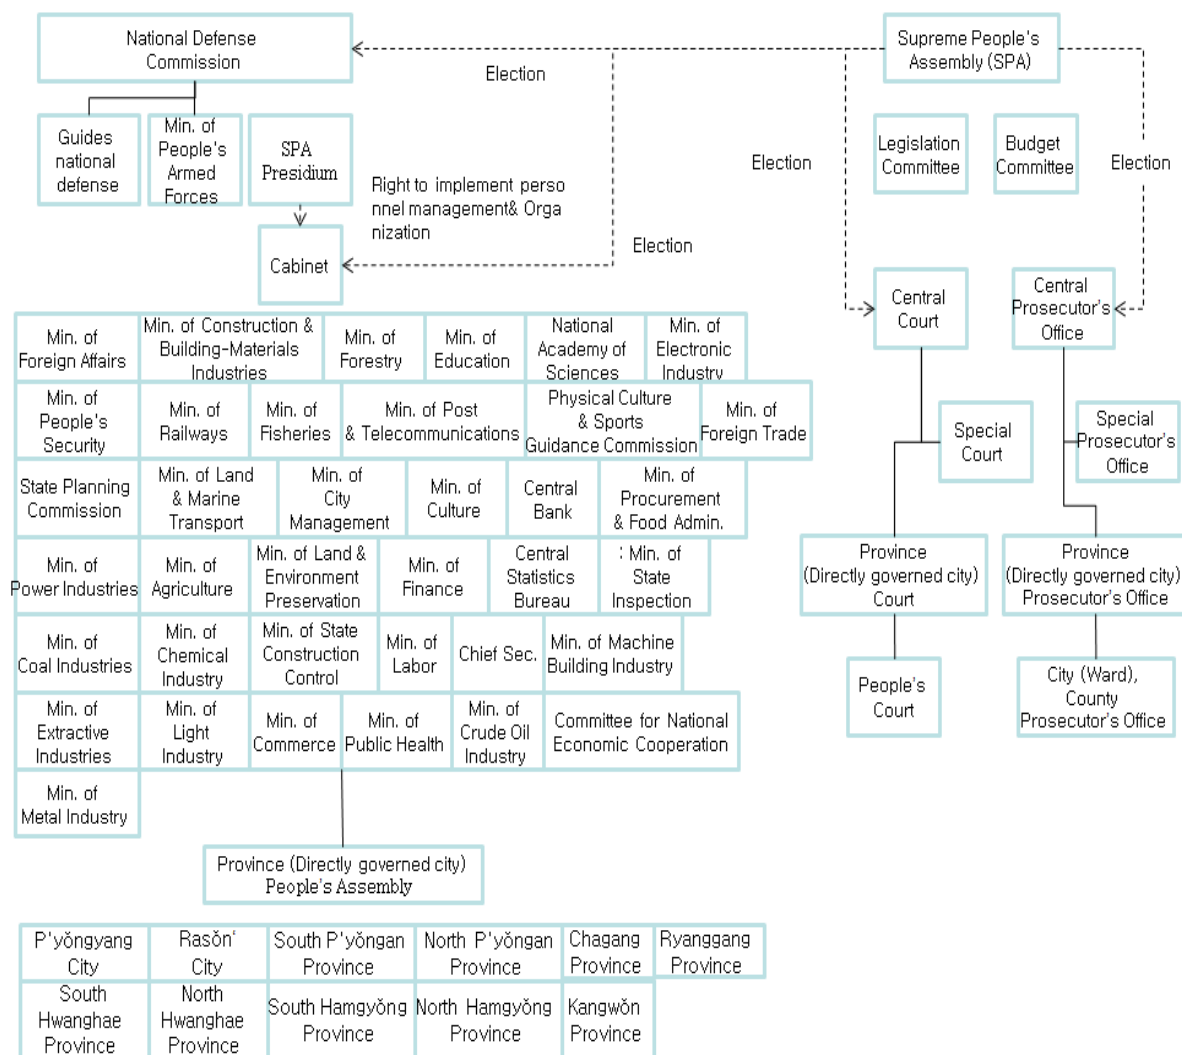 National Defense
Commission
Supreme People's
Assembly (SPA)
Election
Guides
national
defense
Min. of
People's
Armed
Forces
SPA
Presidium
Legislation
Committee
Budget
Committee
Election
Election
Right to implement perso
nnel management& Orga
nization
Election
Cabinet
Central
Court
Central
Prosecutor's
Office
Min. of
Foreign Affairs
Min. of Construction &
Building-Materials
Industries
Min. of
Forestry
Min. of
Education
National
Academy of
Sciences
Min. of
Electronic
Industry
Min. of
People's
Security
Min. of
Railways
Min. of
Fisheries
Min. of Post
& Telecommunications
Physical Culture
& Sports
Guidance Commission
Min. of
Foreign Trade
Special
Court
Special
Prosecutor's
Office
State Planning
Commission
Min. of Land
& Marine
Transport
Min. of
City
Management
Min. of
Culture
Central
Bank
Min. of
Procurement
& Food Admin.
Min. of
Power Industries
Min. of
Agriculture
Min. of Land &
Environment
Preservation
Min. of
Finance
Central
Statistics
Bureau
: Min. of
State
Inspection
Province
(Directly governed city)
Court
Province
(Directly governed city)
Prosecutor's Office
Min. of
Coal Industries
Min. of
Chemical
Industry
Min. of State
Construction
Control
Min. of
Labor
Chief Sec.
Min. of Machine
Building Industry
People's
Court
City (Ward),
County
Prosecutor's Office
Min. of
Extractive
Industries
Min. of
Light
Industry
Min. of
Commerce
Min. of
Public Health
Min. of
Crude Oil
Industry
Committee for National
Economic Cooperation
Min. of
Metal Industry
Province (Directly governed city)
People's Assembly
P'yŏngyang
City
Rasŏn'
City
South P'yŏngan
Province
North P'yŏngan
Province
Chagang
Province
Ryanggang
Province
South
Hwanghae
Province
North
Hwanghae
Province
South Hamgyŏng
Province
North Hamgyŏng
Province
Kangwŏn
Province